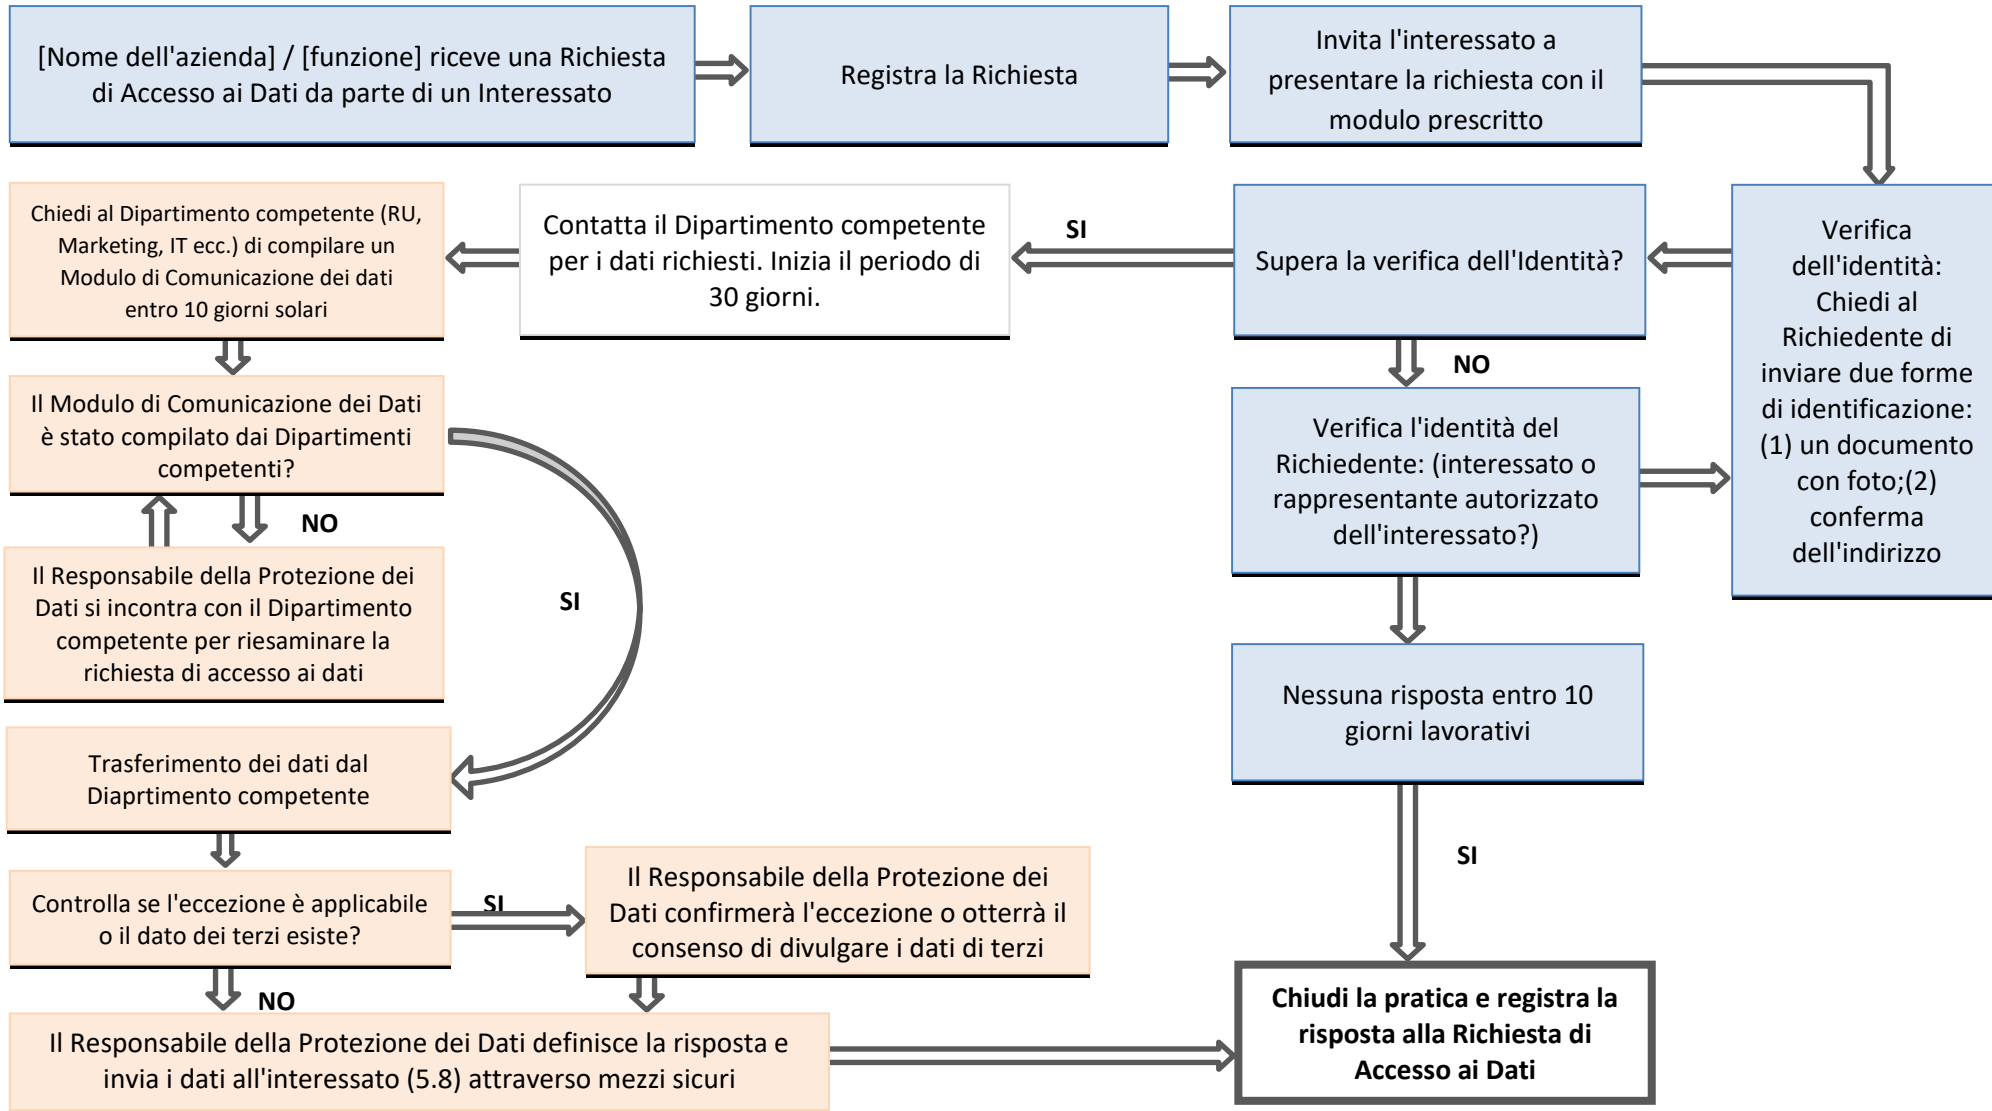 [Nome dell'azienda] / [funzione] riceve una Richiesta
di Accesso ai Dati da parte di un Interessato
Registra la Richiesta
Invita l'interessato a
presentare la richiesta con il
modulo prescritto
Verifica
dell'identità:
Chiedi al
Richiedente di
inviare due forme
di identificazione:
(1) un documento
con foto;(2)
conferma
dell'indirizzo
Supera la verifica dell'Identità?
SI
Contatta il Dipartimento competente
per i dati richiesti. Inizia il periodo di
30 giorni.
Chiedi al Dipartimento competente (RU,
Marketing, IT ecc.) di compilare un
Modulo di Comunicazione dei dati
entro 10 giorni solari
NO
Verifica l'identità del
Richiedente: (interessato o
rappresentante autorizzato
dell'interessato?)
Il Modulo di Comunicazione dei Dati
è stato compilato dai Dipartimenti
competenti?
NO
Il Responsabile della Protezione dei
Dati si incontra con il Dipartimento
competente per riesaminare la
richiesta di accesso ai dati
SI
Nessuna risposta entro 10
giorni lavorativi
Trasferimento dei dati dal
Diaprtimento competente
SI
Controlla se l'eccezione è applicabile
o il dato dei terzi esiste?
SI
Il Responsabile della Protezione dei
Dati confirmerà l'eccezione o otterrà il
consenso di divulgare i dati di terzi
NO
Il Responsabile della Protezione dei Dati definisce la risposta e
invia i dati all'interessato (5.8) attraverso mezzi sicuri
Chiudi la pratica e registra la
risposta alla Richiesta di
Accesso ai Dati